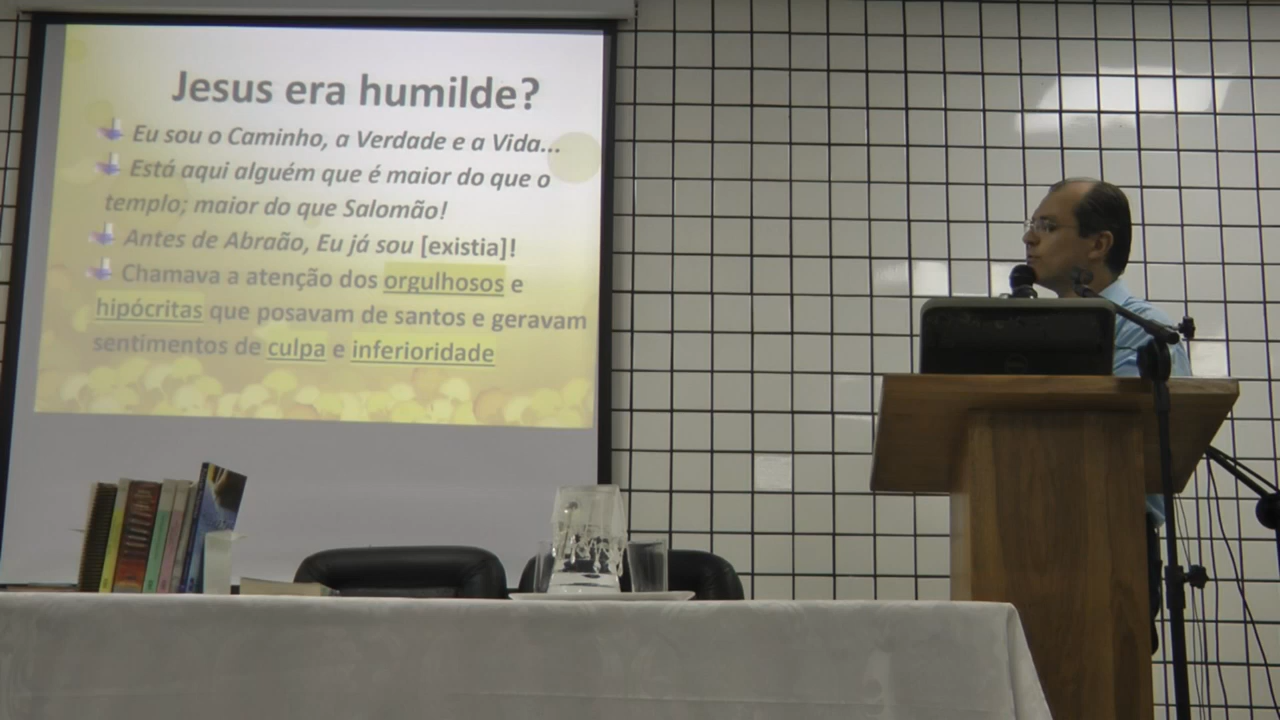 Jesus era humilde?
Eu sou o Caminho, a Verdade e a Vida...
Está aqui alguém que é maior do que o
templo; maior do que Salomão!
Antes de Abraão, Eu já sou [existia]!
Chamava a atenção dos orgulhosos e
hipócritas que posavam de santos e geravam
sentimentos de culpa e inferioridade